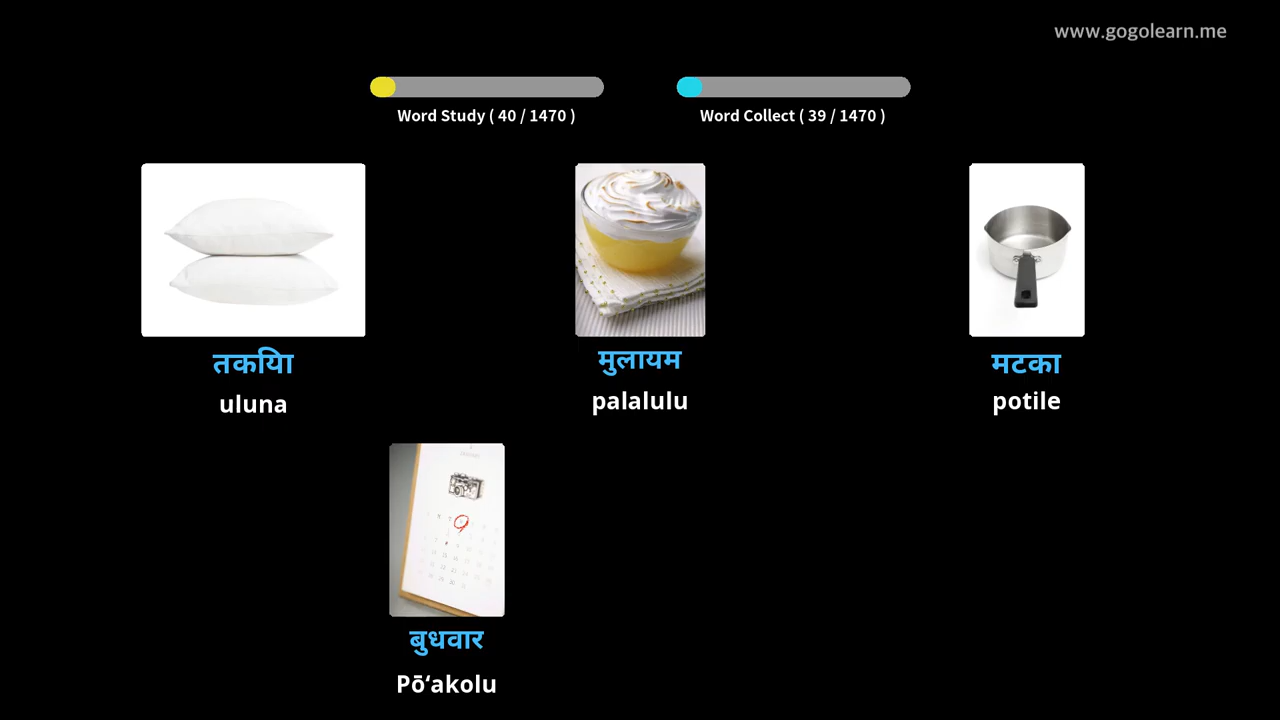 www.gogolearn.me
Word Study ( 40 / 1470 )
Word Collect ( 39 / 1470 )
तकिया
uluna
मुलायम
palalulu
मटका
potile
बुधवार
Pōʻakolu